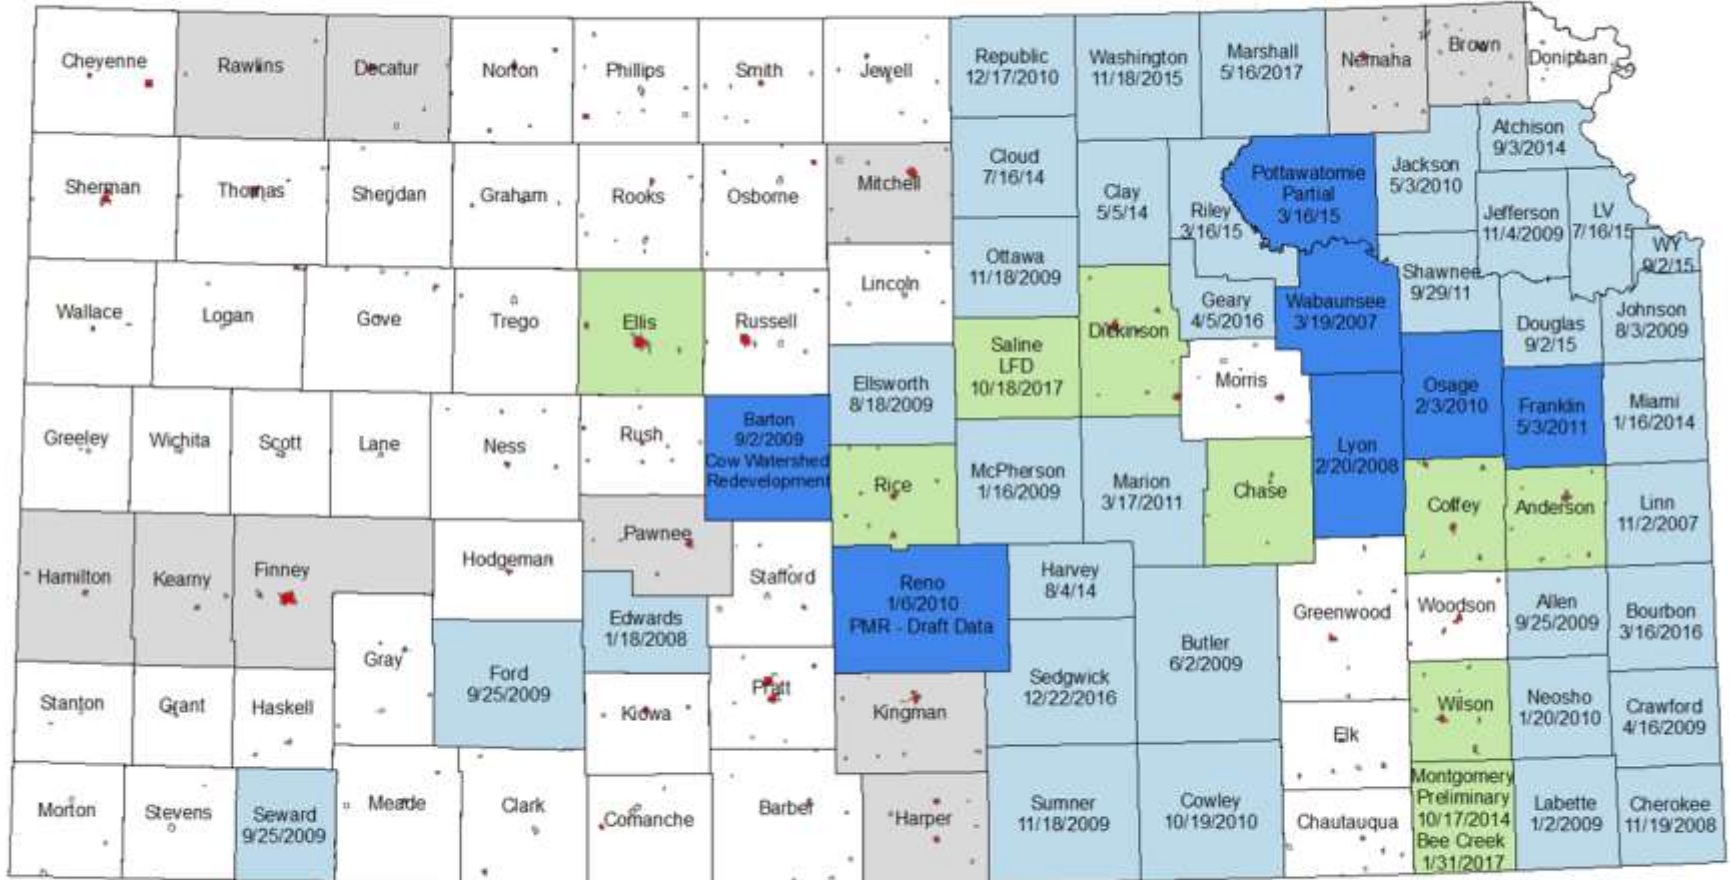 Cheyenne
Rawlins
Decatur
Norton
Phillips
Smith
Jewell
Republic
12/17/2010
Washington
11/18/2015
Marshall
5/16/2017
Nemaha
Brown
Doniphan
Atchison
9/3/2014
Sherman
Thomas
Sheridan
Graham
Rooks
Osborne
Mitchell
Cloud
7/16/14
Clay
5/5/14
Riley
3/16/15
Pottawatomie
Partial
3/16/15
Jackson
5/3/2010
Jefferson
11/4/2009
LV
7/16/15
WY
9/2/15
Wallace
Logan
Gove
Trego
Ellis
Russell
Lincoln
Ottawa
11/18/2009
Saline
LFD
10/18/2017
Dickinson
Geary
4/5/2016
Wabaunsee
3/19/2007
Shawnee
9/29/11
Douglas
9/2/15
Johnson
8/3/2009
Greeley
Wichita
Scott
Lane
Ness
Rush
Barton
9/2/2009
Cow Watershed
Redevelopment
Ellsworth
8/18/2009
Rice
McPherson
1/16/2009
Marion
3/17/2011
Morris
Chase
Lyon
2/20/2008
Osage
2/3/2010
Franklin
5/3/2011
Miami
1/16/2014
Coffey
Anderson
Linn
11/2/2007
Hamilton
Kearny
Finney
Hodgeman
Pawnee
Stafford
Edwards
1/18/2008
Reno
1/6/2010
PMR - Draft Data
Harvey
8/4/14
Butler
6/2/2009
Greenwood
Woodson
Allen
9/25/2009
Bourbon
3/16/2016
Stanton
Grant
Haskell
Gray
Ford
9/25/2009
Kiowa
Pratt
Kingman
Sedgwick
12/22/2016
Elk
Wilson
Neosho
1/20/2010
Crawford
4/16/2009
Morton
Stevens
Seward
9/25/2009
Meade
Clark
Comanche
Barber
Harper
Sumner
11/18/2009
Cowley
10/19/2010
Chautauqua
Montgomery
Preliminary
10/17/2014
Bee Creek
1/31/2017
Labette
1/2/2009
Cherokee
11/19/2008